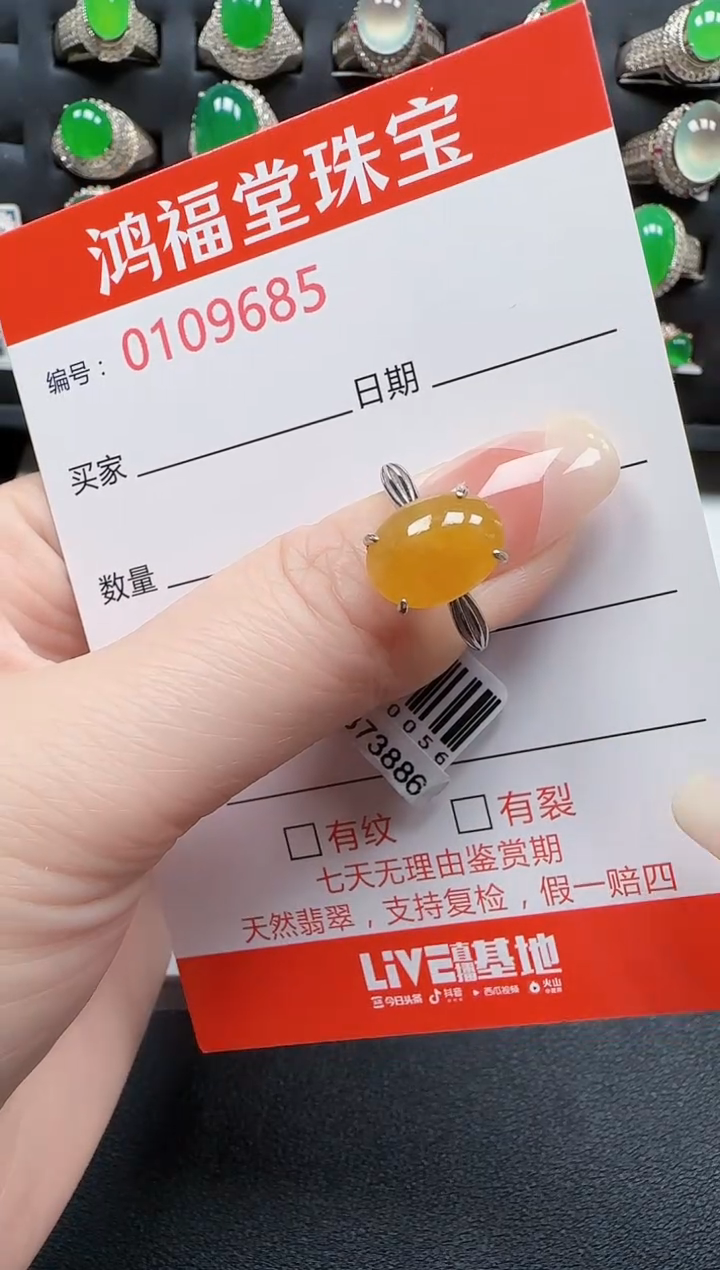 鸿福堂珠宝
编号：0109685
买家 日期
数量
0056
73886
有纹 有裂
七天无理由鉴赏期
天然翡翠，支持复检，假一赔四
LiVE直播基地
今日头条 抖音 西瓜视频 火山